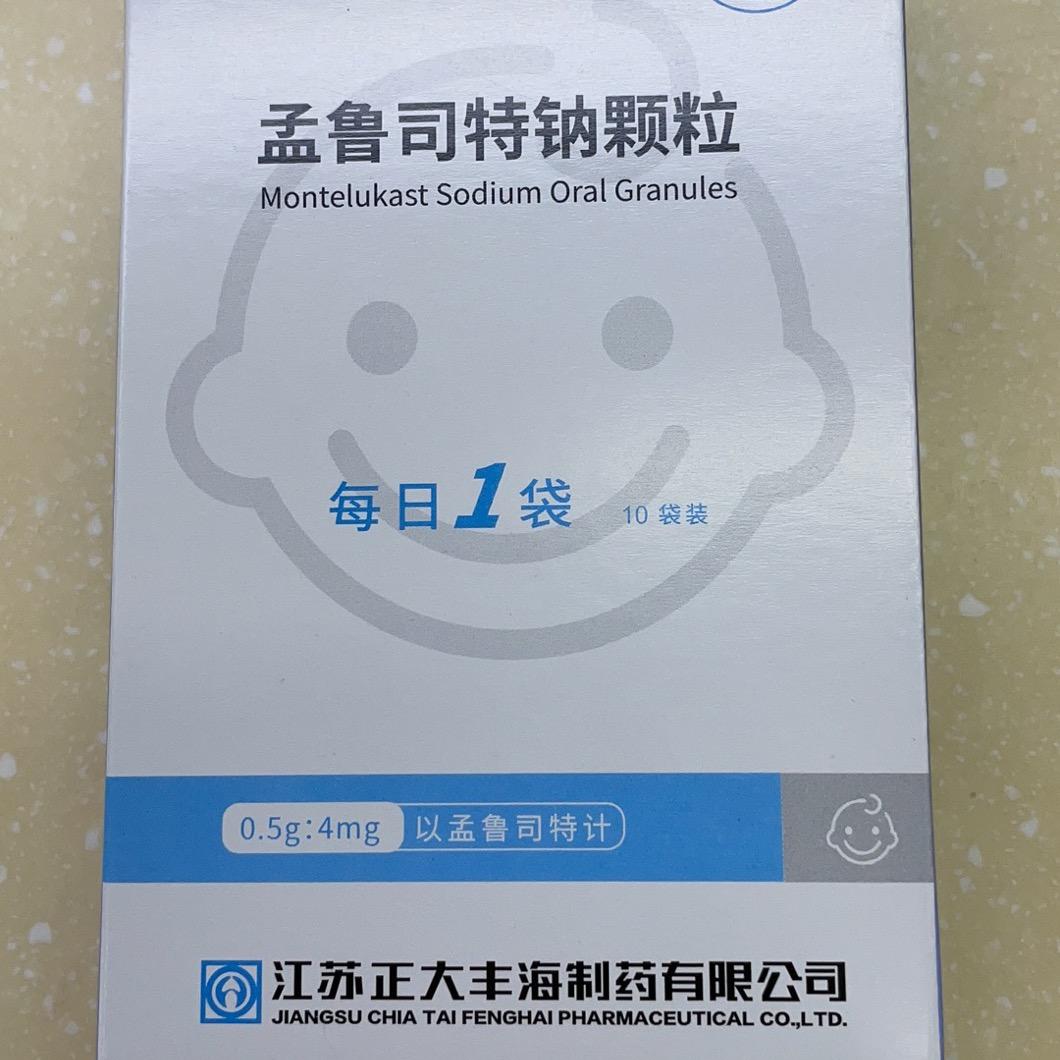 孟鲁司特钠颗粒
Montelukast Sodium Oral Granules
每日1袋 10 袋装
0.5g:4mg 以孟鲁司特计
江苏正大丰海制药有限公司
JIANGSU CHIA TAI FENGHAI PHARMACEUTICAL CO.,LTD.